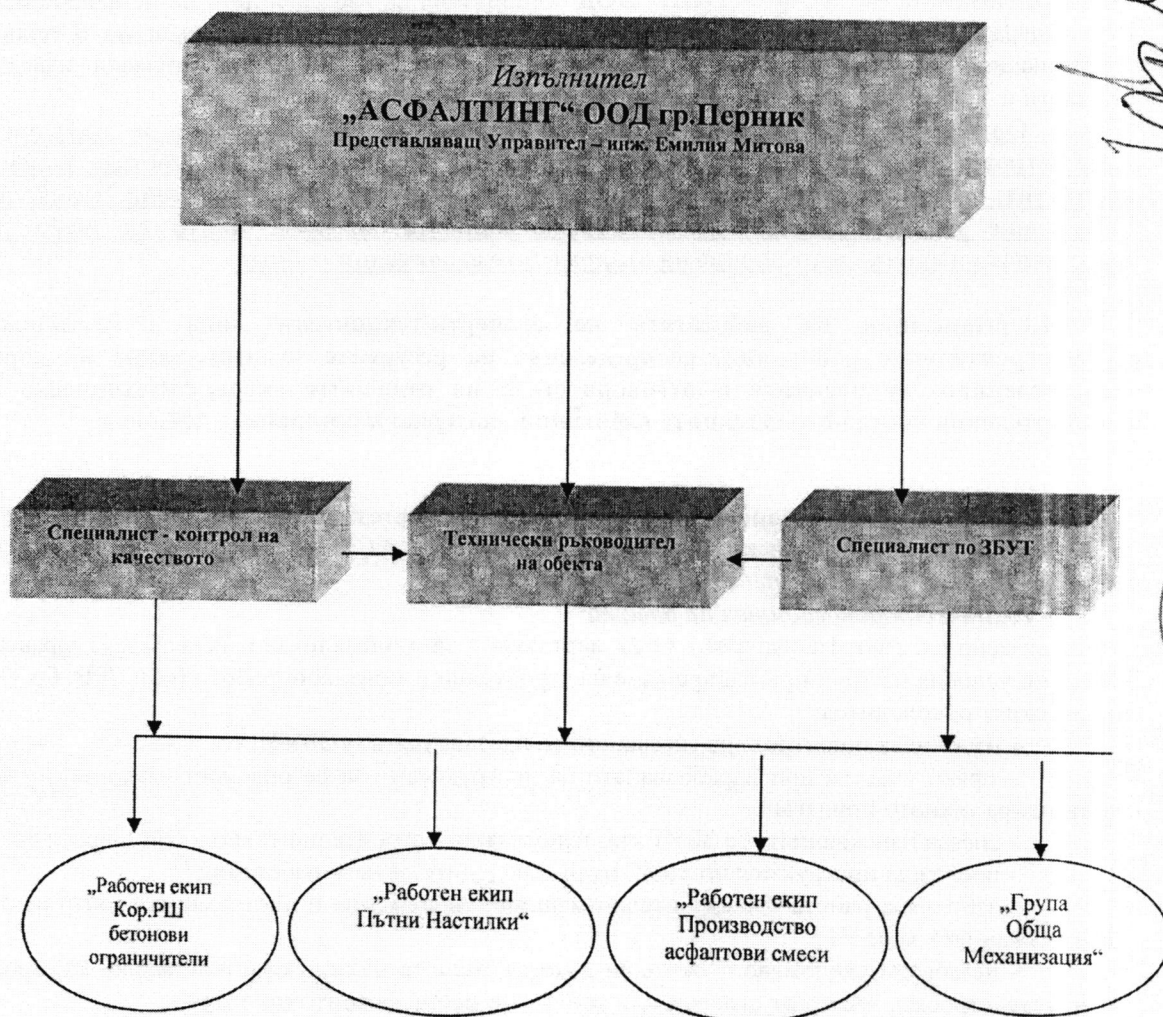 Изпълнител
„АСФАЛТИНГ“ ООД гр.Перник
Представляващ Управител – инж. Емилия Митова
Специалист - контрол на
качеството
Технически ръководител
на обекта
Специалист по ЗБУТ
„Работен екип
Кор.РШ
бетонови
ограничители
„Работен екип
Пътни Настилки“
„Работен екип
Производство
асфалтови смеси
„Група
Обща
Механизация“